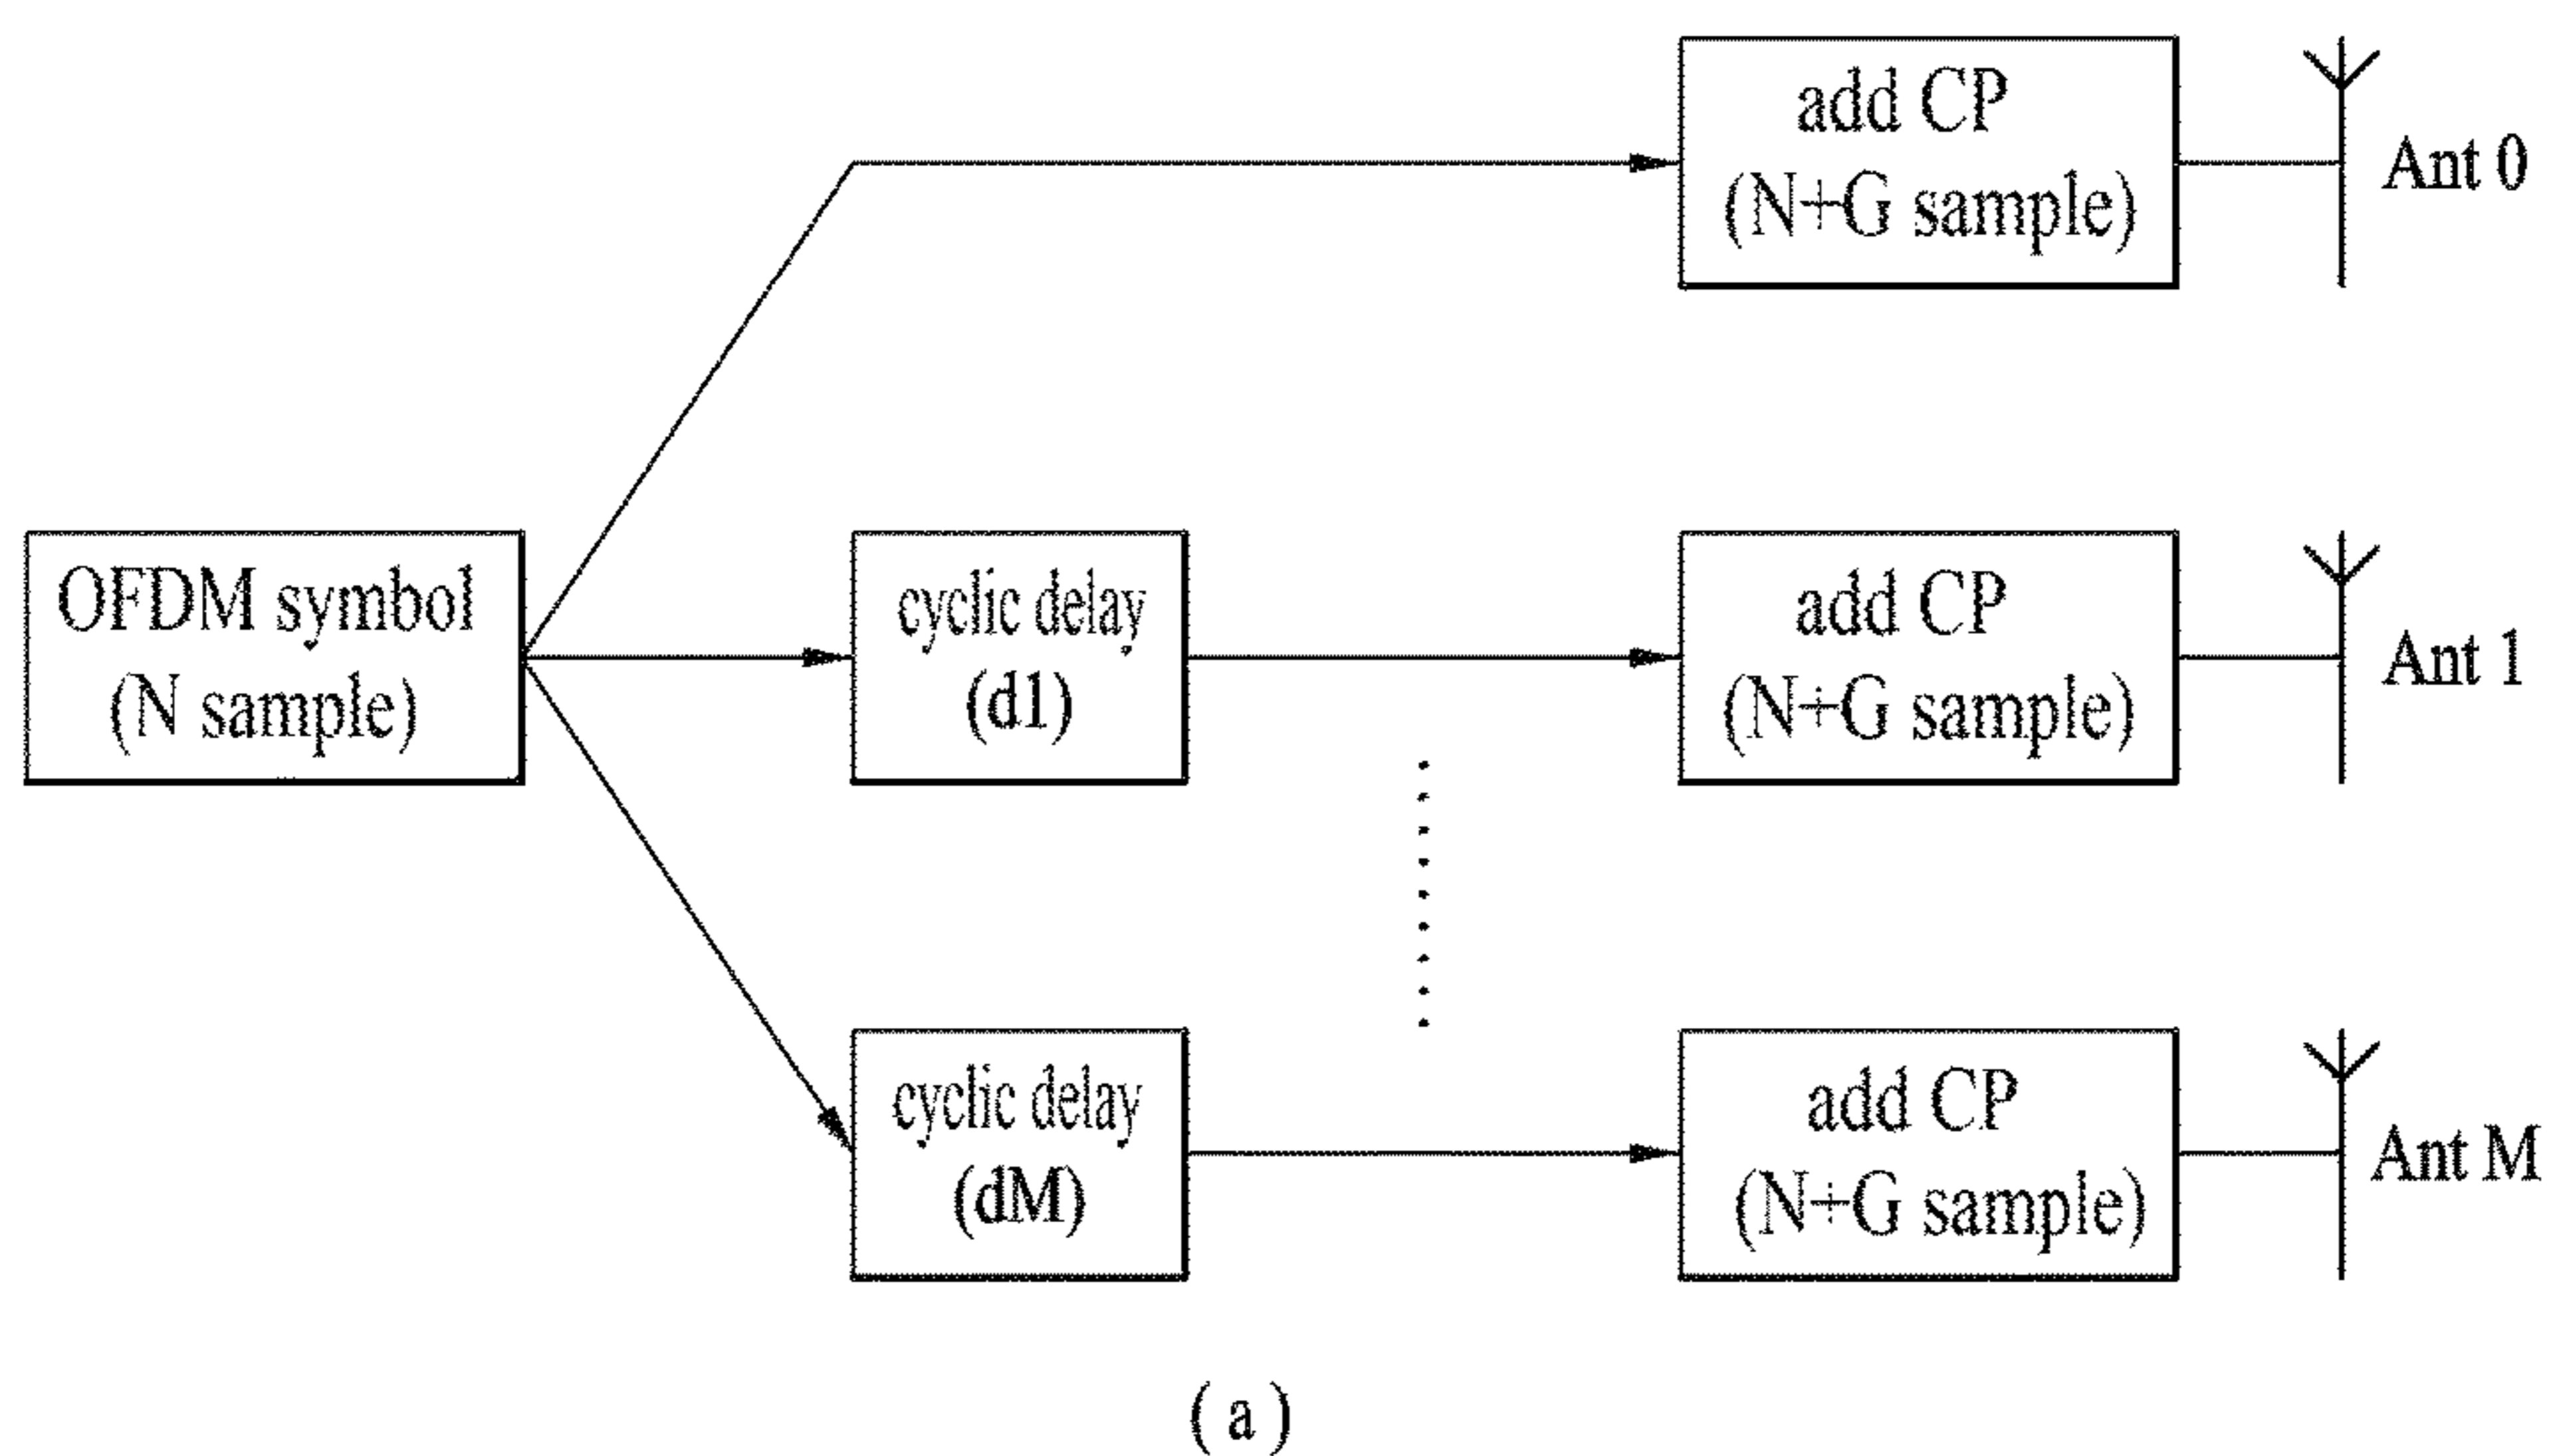 add CP
(N+G sample)
Ant 0
OFDM symbol
(N sample)
cyclic delay
(d1)
add CP
(N+G sample)
Ant 1
cyclic delay
(dM)
add CP
(N+G sample)
Ant M
( a )